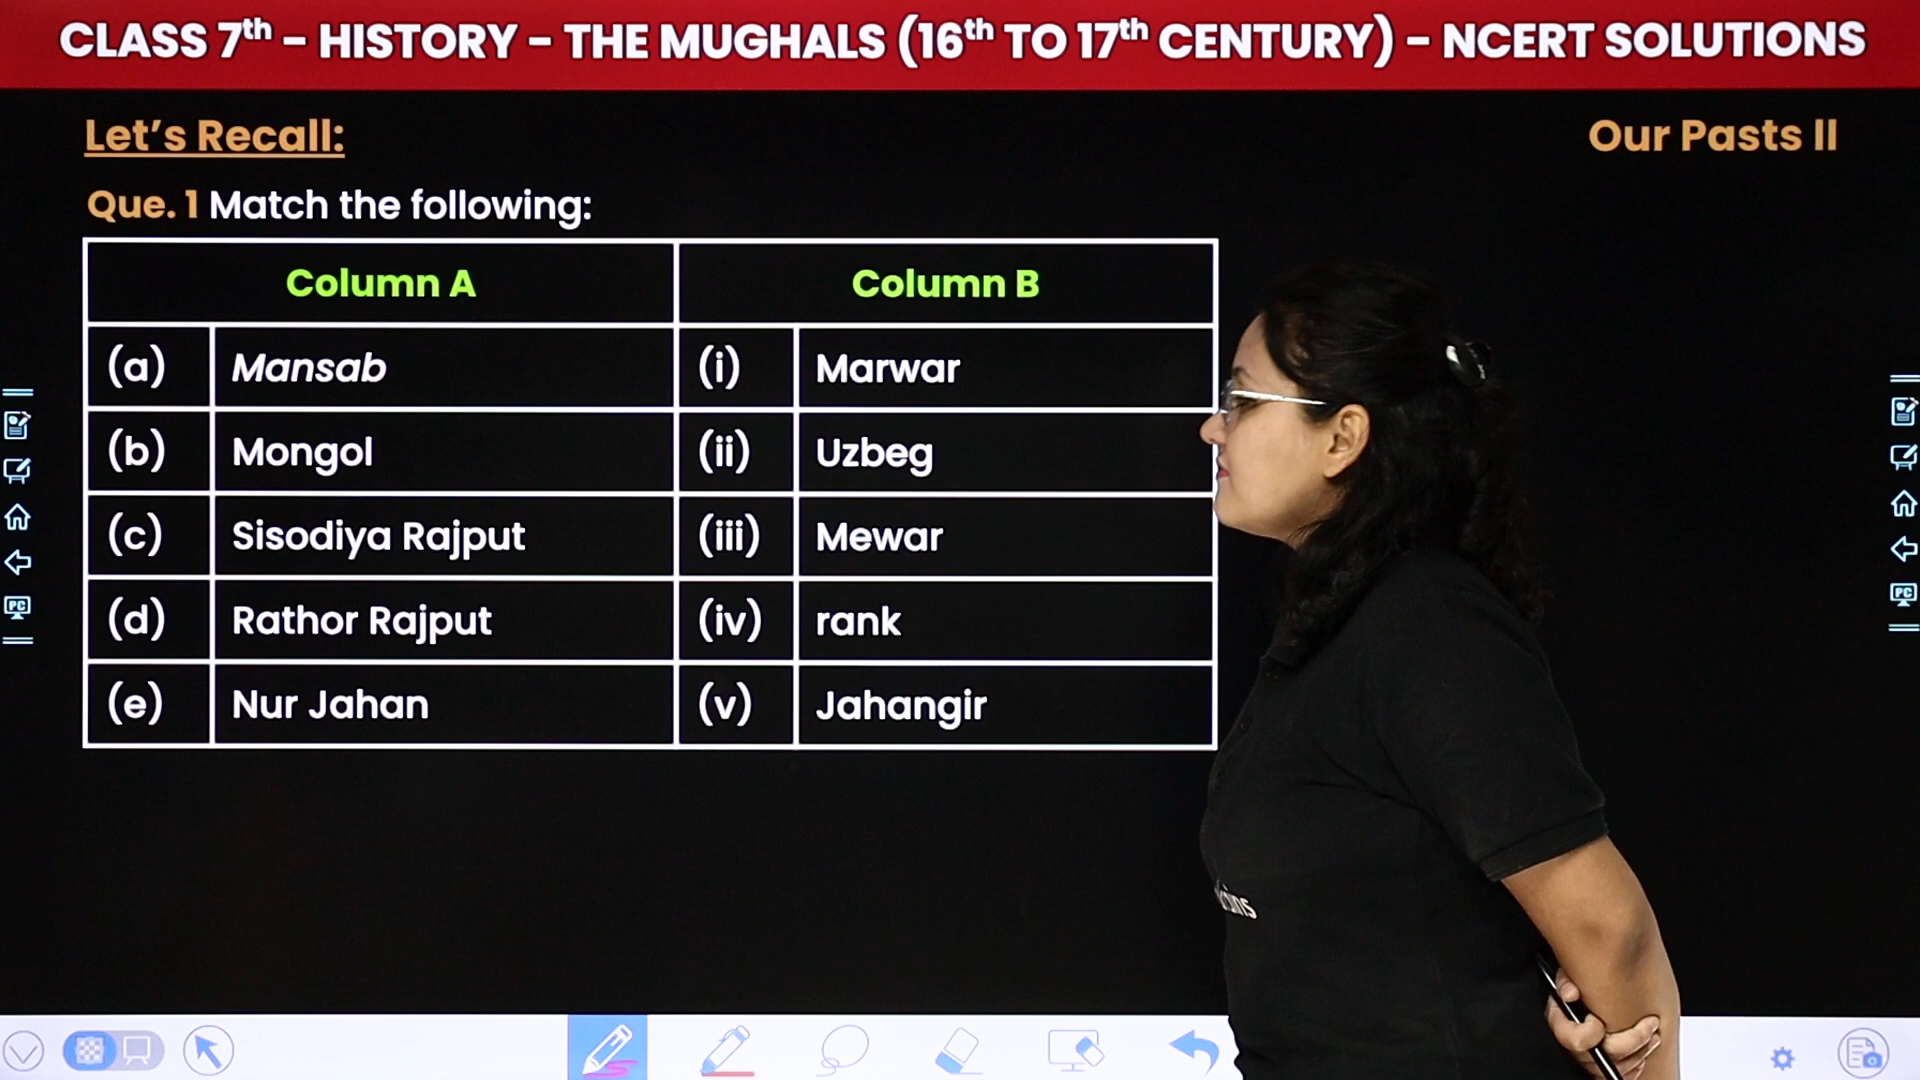 CLASS 7th – HISTORY – THE MUGHALS (16th TO 17th CENTURY) – NCERT SOLUTIONS
Let's Recall:
Our Pasts II
Que. 1 Match the following:
Column A Column B
(a) Mansab (i) Marwar
(b) Mongol (ii) Uzbeg
(c) Sisodiya Rajput (iii) Mewar
(d) Rathor Rajput (iv) rank
(e) Nur Jahan (v) Jahangir
PC
PC